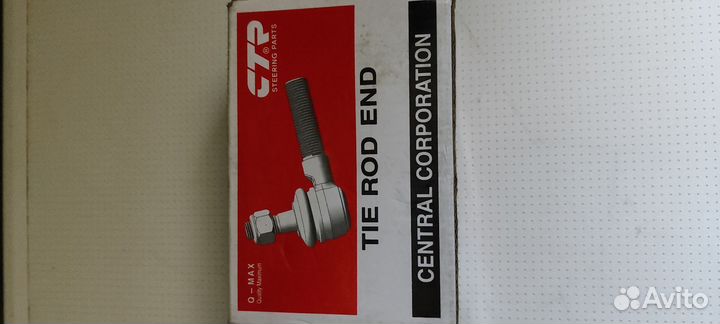 CTR®
STEERING PARTS
Q-MAX
Quality Maximum
TIE ROD END
CENTRAL CORPORATION
Avito